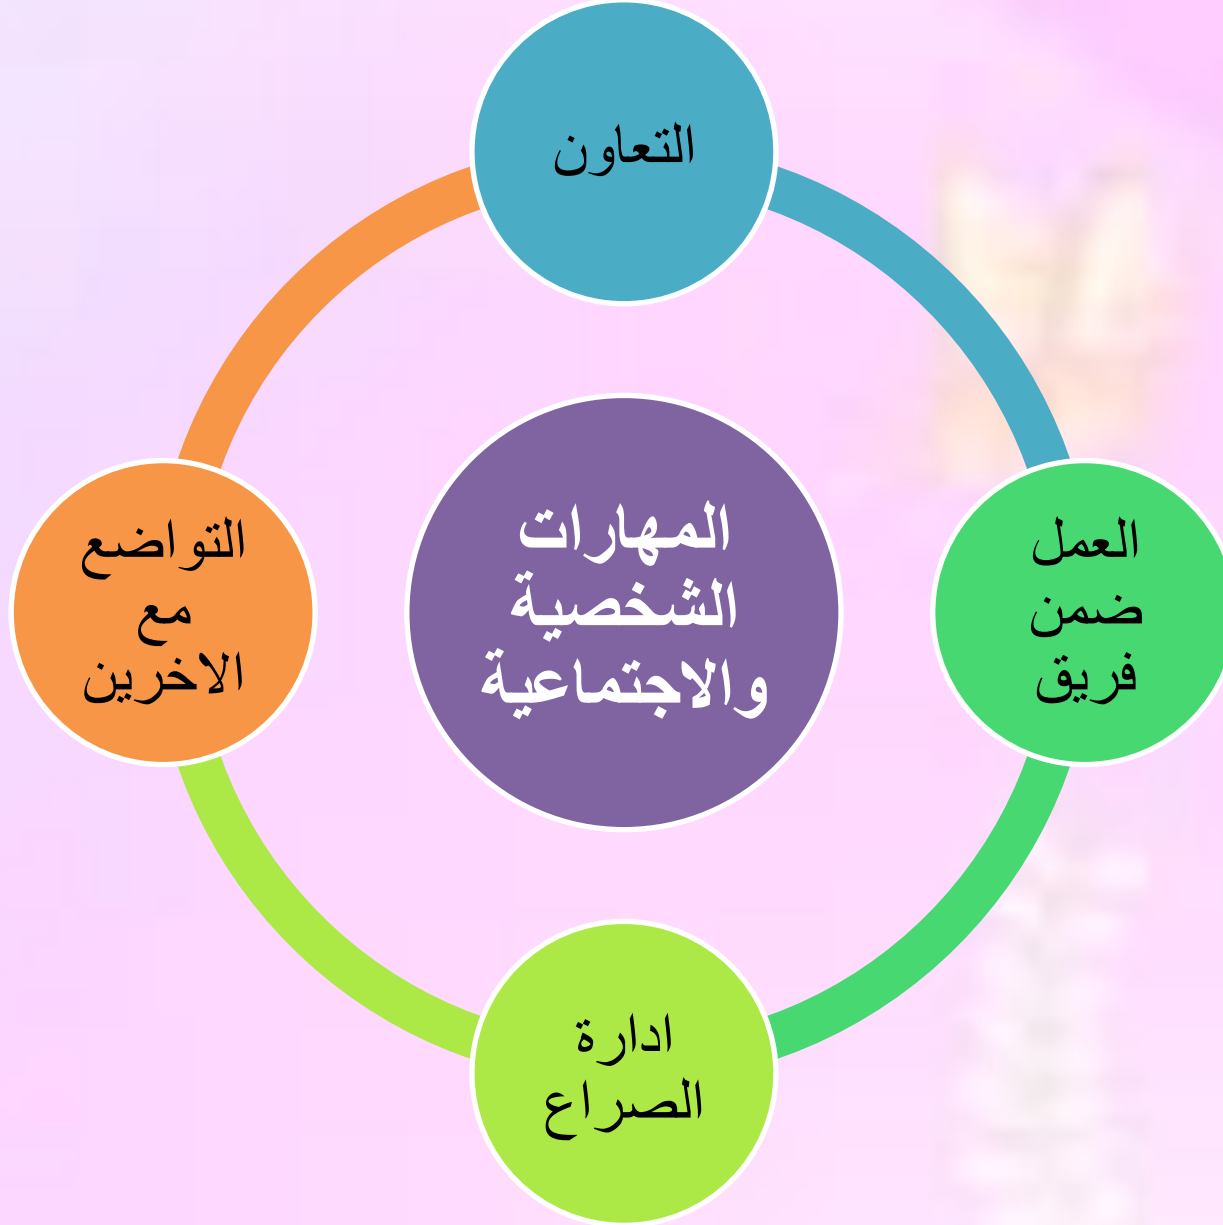 التعاون
المهارات
الشخصية
والاجتماعية
العمل
ضمن
فريق
ادارة
الصراع
التواضع
مع
الاخرين